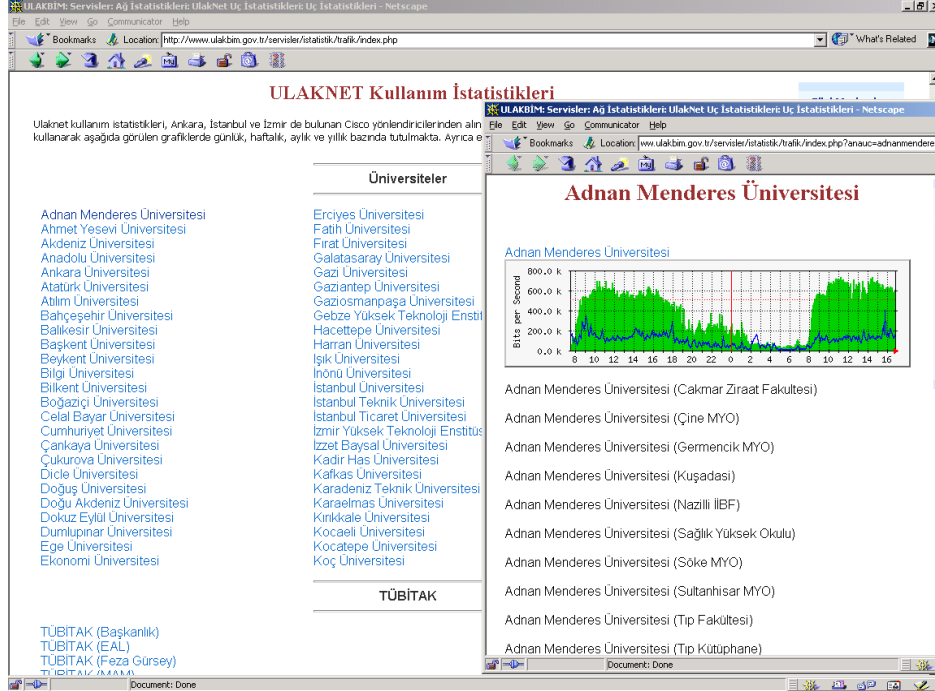 ULAKBİM: Servisler: Ağ İstatistikleri: UlakNet Uç İstatistikleri: Uç İstatistikleri - Netscape
File Edit View Go Communicator Help
Bookmarks Location: http://www.ulakbim.gov.tr/servisler/istatistik/trafik/index.php What's Related
ULAKNET Kullanım İstatistikleri
Ulaknet kullanım istatistikleri, Ankara, İstanbul ve İzmir de bulunan Cisco yönlendiricilerinden alın
kullanarak aşağıda görülen grafiklerde günlük, haftalık, aylık ve yıllık bazında tutulmakta. Ayrıca e
Üniversiteler
Adnan Menderes Üniversitesi
Ahmet Yesevi Üniversitesi
Akdeniz Üniversitesi
Anadolu Üniversitesi
Ankara Üniversitesi
Atatürk Üniversitesi
Atılım Üniversitesi
Bahçeşehir Üniversitesi
Balıkesir Üniversitesi
Başkent Üniversitesi
Beykent Üniversitesi
Bilgi Üniversitesi
Bilkent Üniversitesi
Boğaziçi Üniversitesi
Celal Bayar Üniversitesi
Cumhuriyet Üniversitesi
Çankaya Üniversitesi
Çukurova Üniversitesi
Dicle Üniversitesi
Doğuş Üniversitesi
Doğu Akdeniz Üniversitesi
Dokuz Eylül Üniversitesi
Dumlupınar Üniversitesi
Ege Üniversitesi
Ekonomi Üniversitesi
Erciyes Üniversitesi
Fatih Üniversitesi
Fırat Üniversitesi
Galatasaray Üniversitesi
Gazi Üniversitesi
Gaziantep Üniversitesi
Gaziosmanpaşa Üniversitesi
Gebze Yüksek Teknoloji Enstit
Hacettepe Üniversitesi
Harran Üniversitesi
Işık Üniversitesi
İnönü Üniversitesi
İstanbul Üniversitesi
İstanbul Teknik Üniversitesi
İstanbul Ticaret Üniversitesi
İzmir Yüksek Teknoloji Enstitüs
İzzet Baysal Üniversitesi
Kadir Has Üniversitesi
Kafkas Üniversitesi
Karadeniz Teknik Üniversitesi
Karaelmas Üniversitesi
Kırıkkale Üniversitesi
Kocaeli Üniversitesi
Kocatepe Üniversitesi
Koç Üniversitesi
TÜBİTAK
TÜBİTAK (Başkanlık)
TÜBİTAK (EAL)
TÜBİTAK (Feza Gürsey)
TÜBİTAK (MAM)
Document: Done
ULAKBİM: Servisler: Ağ İstatistikleri: UlakNet Uç İstatistikleri: Uç İstatistikleri - Netscape
File Edit View Go Communicator Help
Bookmarks Location: ww.ulakbim.gov.tr/servisler/istatistik/trafik/index.php?anauc=adnanmendere
Adnan Menderes Üniversitesi
Adnan Menderes Üniversitesi
Bits per Second
800.0 k
600.0 k
400.0 k
200.0 k
0.0 k
8 10 12 14 16 18 20 22 0 2 4 6 8 10 12 14 16
Adnan Menderes Üniversitesi (Cakmar Ziraat Fakultesi)
Adnan Menderes Üniversitesi (Çine MYO)
Adnan Menderes Üniversitesi (Germencik MYO)
Adnan Menderes Üniversitesi (Kuşadasi)
Adnan Menderes Üniversitesi (Nazilli İİBF)
Adnan Menderes Üniversitesi (Sağlık Yüksek Okulu)
Adnan Menderes Üniversitesi (Söke MYO)
Adnan Menderes Üniversitesi (Sultanhisar MYO)
Adnan Menderes Üniversitesi (Tıp Fakültesi)
Adnan Menderes Üniversitesi (Tıp Kütüphane)
Document: Done